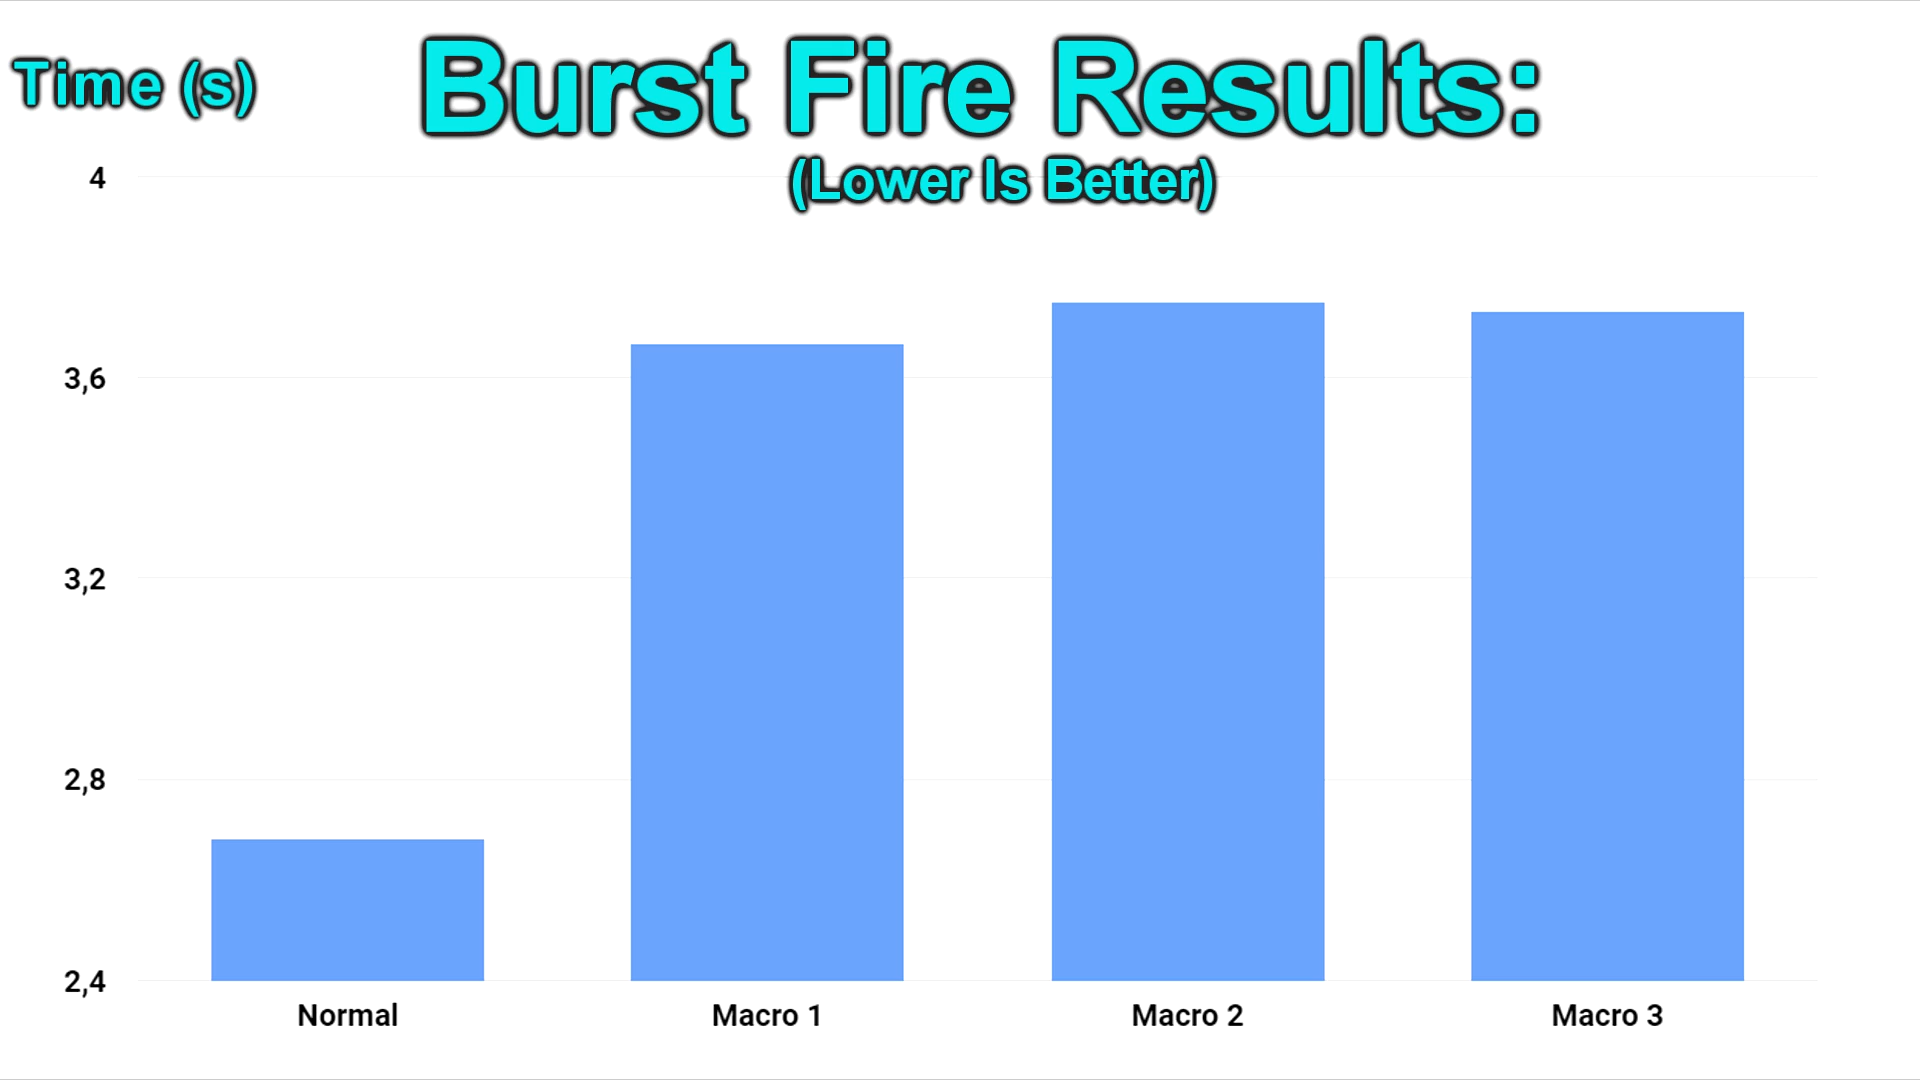 Time (s)
Burst Fire Results:
(Lower Is Better)
4
3,6
3,2
2,8
2,4
Normal
Macro 1
Macro 2
Macro 3